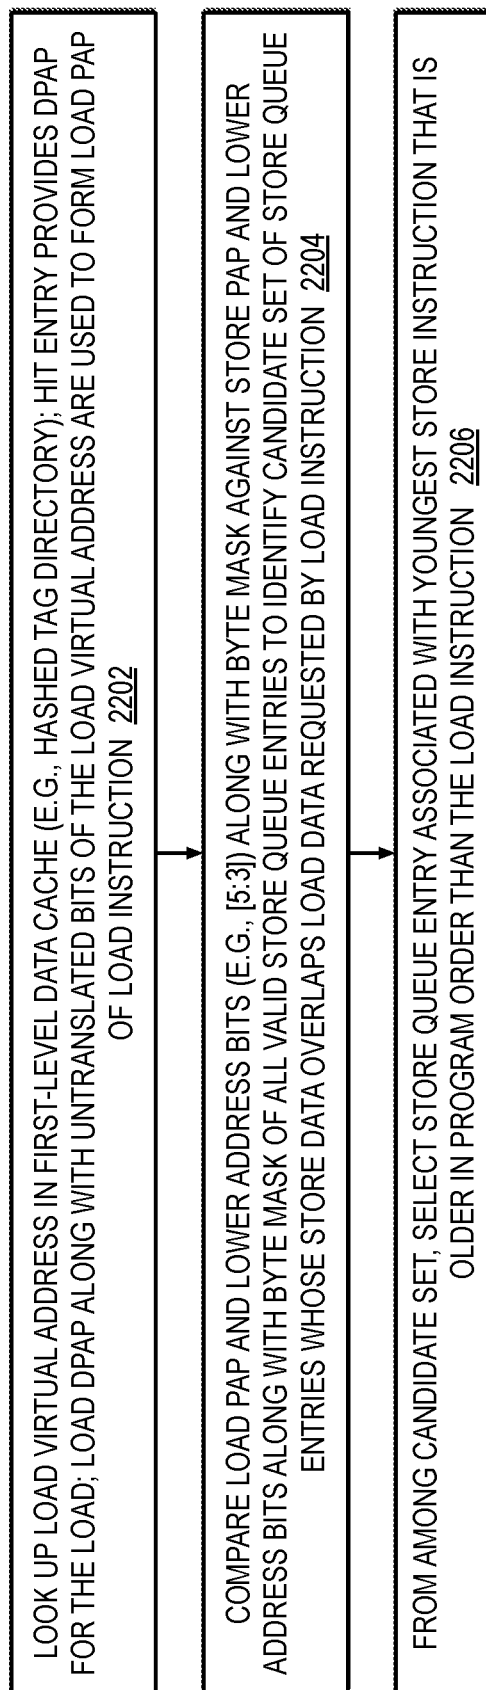 LOOK UP LOAD VIRTUAL ADDRESS IN FIRST-LEVEL DATA CACHE (E.G., HASHED TAG DIRECTORY); HIT ENTRY PROVIDES DPAP
FOR THE LOAD; LOAD DPAP ALONG WITH UNTRANSLATED BITS OF THE LOAD VIRTUAL ADDRESS ARE USED TO FORM LOAD PAP
OF LOAD INSTRUCTION 2202
COMPARE LOAD PAP AND LOWER ADDRESS BITS (E.G., [5:3]) ALONG WITH BYTE MASK AGAINST STORE PAP AND LOWER
ADDRESS BITS ALONG WITH BYTE MASK OF ALL VALID STORE QUEUE ENTRIES TO IDENTIFY CANDIDATE SET OF STORE QUEUE
ENTRIES WHOSE STORE DATA OVERLAPS LOAD DATA REQUESTED BY LOAD INSTRUCTION 2204
FROM AMONG CANDIDATE SET, SELECT STORE QUEUE ENTRY ASSOCIATED WITH YOUNGEST STORE INSTRUCTION THAT IS
OLDER IN PROGRAM ORDER THAN THE LOAD INSTRUCTION 2206